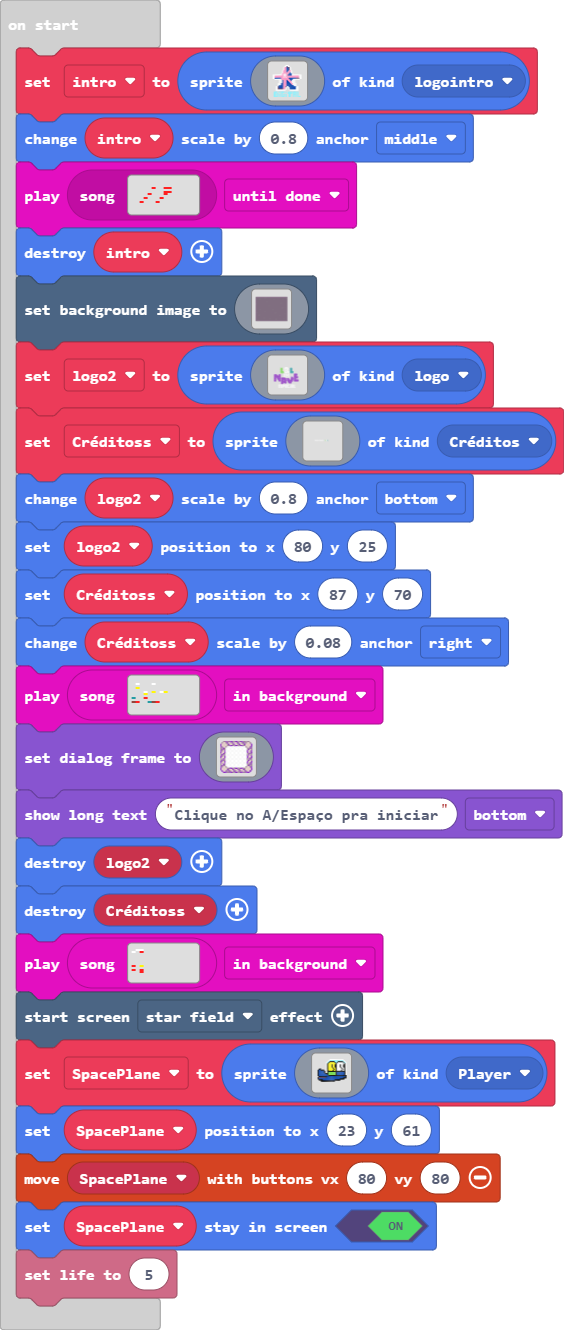 on start
set intro to sprite of kind logointro
change intro scale by 0.8 anchor middle
play song until done
destroy intro
set background image to
set logo2 to sprite NAVE of kind logo
set Créditoss to sprite of kind Créditos
change logo2 scale by 0.8 anchor bottom
set logo2 position to x 80 y 25
set Créditoss position to x 87 y 70
change Créditoss scale by 0.08 anchor right
play song in background
set dialog frame to
show long text "Clique no A/Espaço pra iniciar" bottom
destroy logo2
destroy Créditoss
play song in background
start screen star field effect
set SpacePlane to sprite of kind Player
set SpacePlane position to x 23 y 61
move SpacePlane with buttons vx 80 vy 80
set SpacePlane stay in screen ON
set life to 5